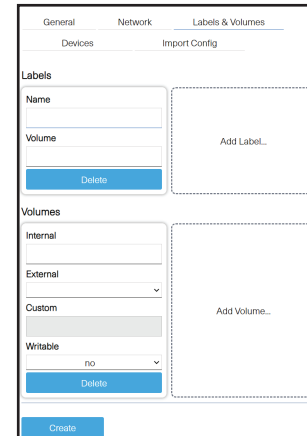 General Network Labels & Volumes
Devices Import Config
Labels
Name
Volume
Delete
Add Label...
Volumes
Internal
External
Custom
Writable
no
Delete
Add Volume...
Create